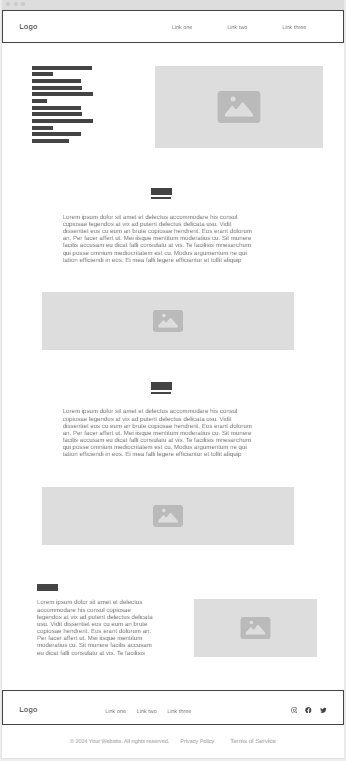 Logo
Link one Link two Link three
Lorem ipsum dolor sit amet et delectus accommodare his consul
copiosae legendos at vix ad putent delectus delicata usu. Vidit
dissentiet eos cu eum an brute copiosae hendrerit. Eos erant dolorum
an. Per facer affert ut. Mei iisque mentitum moderatius cu. Sit munere
facilis accusam eu dicat falli consulatu at vis. Te facilisis mnesarchum
qui posse omnium mediocritatem est cu. Modus argumentum ne qui
tation efficiendi in eos. Ei mea falli legere efficiantur et tollit aliquip
Lorem ipsum dolor sit amet et delectus accommodare his consul
copiosae legendos at vix ad putent delectus delicata usu. Vidit
dissentiet eos cu eum an brute copiosae hendrerit. Eos erant dolorum
an. Per facer affert ut. Mei iisque mentitum moderatius cu. Sit munere
facilis accusam eu dicat falli consulatu at vis. Te facilisis mnesarchum
qui posse omnium mediocritatem est cu. Modus argumentum ne qui
tation efficiendi in eos. Ei mea falli legere efficiantur et tollit aliquip
Lorem ipsum dolor sit amet et delectus
accommodare his consul copiosae
legendos at vix ad putent delectus delicata
usu. Vidit dissentiet eos cu eum an brute
copiosae hendrerit. Eos erant dolorum an.
Per facer affert ut. Mei iisque mentitum
moderatius cu. Sit munere facilis accusam
eu dicat falli consulatu at vis. Te facilisis
Logo
Link one Link two Link three
© 2024 Your Website. All rights reserved. Privacy Policy Terms of Service